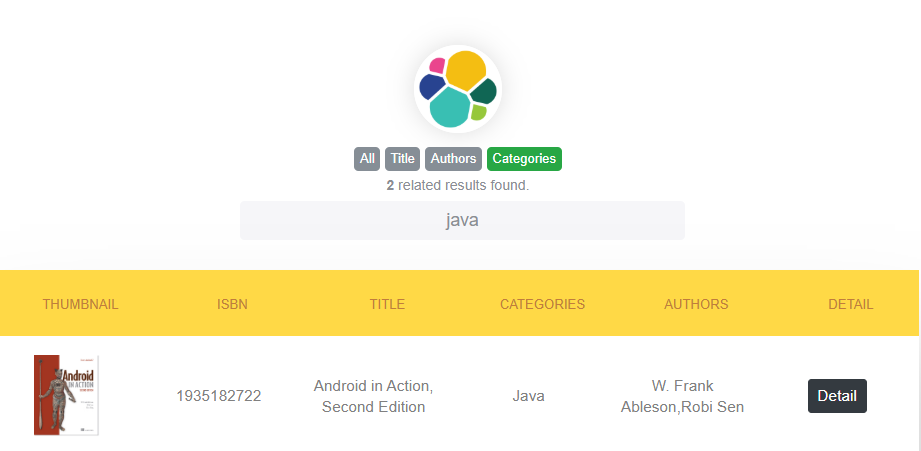 All Title Authors Categories
2 related results found.
java
THUMBNAIL ISBN TITLE CATEGORIES AUTHORS DETAIL
Android
IN ACTION
1935182722
Android in Action,
Second Edition
Java
W. Frank
Ableson,Robi Sen
Detail